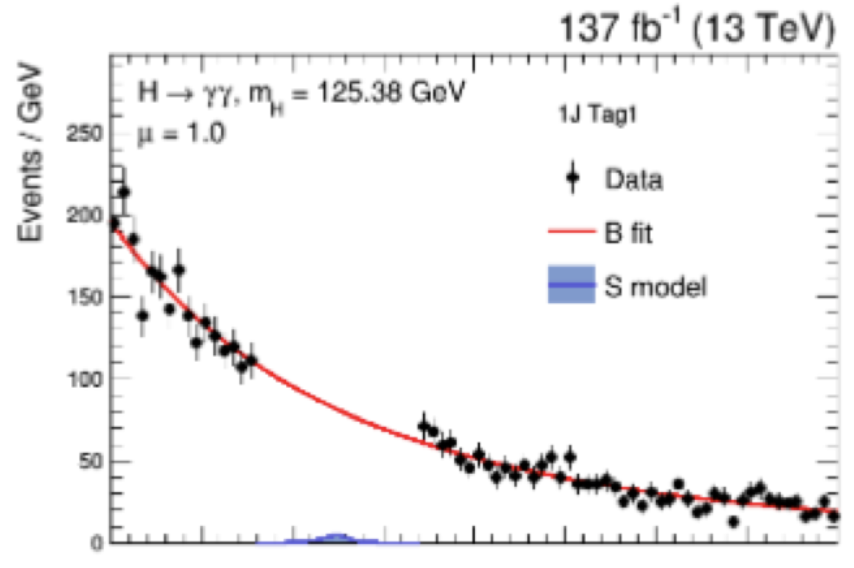 137 fb⁻¹ (13 TeV)
Events / GeV
H → γγ, m_H = 125.38 GeV
μ = 1.0
1J Tag1
Data
B fit
S model
250
200
150
100
50
0